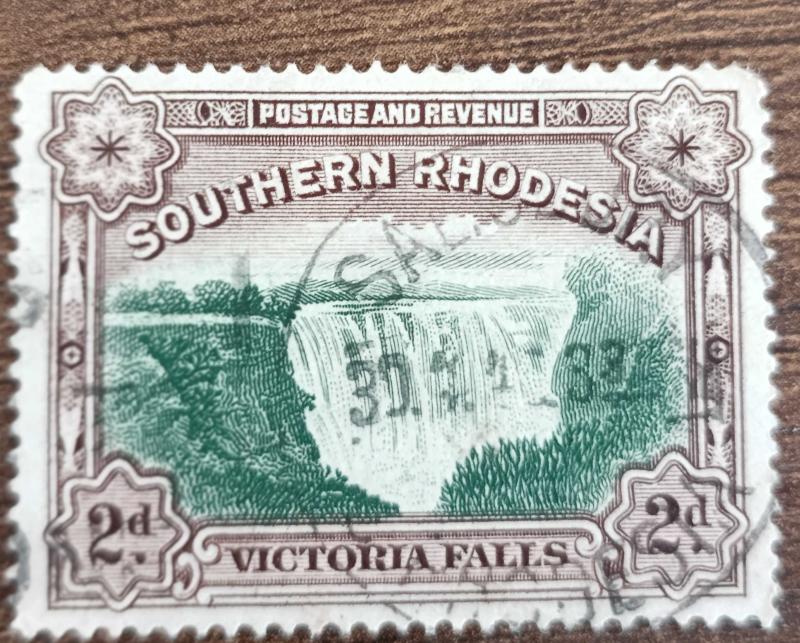 POSTAGE AND REVENUE
SOUTHERN RHODESIA
2d.
2d.
VICTORIA FALLS